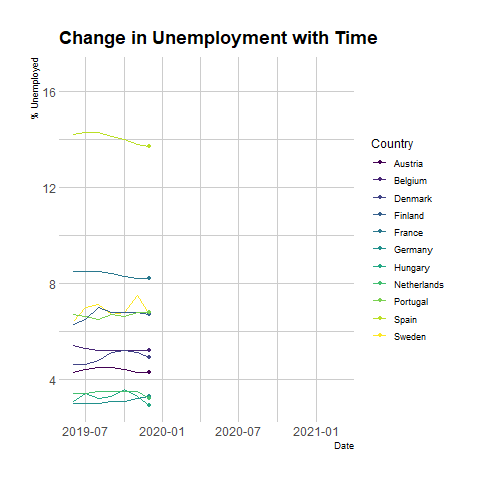 Change in Unemployment with Time
% Unemployed
16
12
8
4
2019-07 2020-01 2020-07 2021-01
Date
Country
Austria
Belgium
Denmark
Finland
France
Germany
Hungary
Netherlands
Portugal
Spain
Sweden